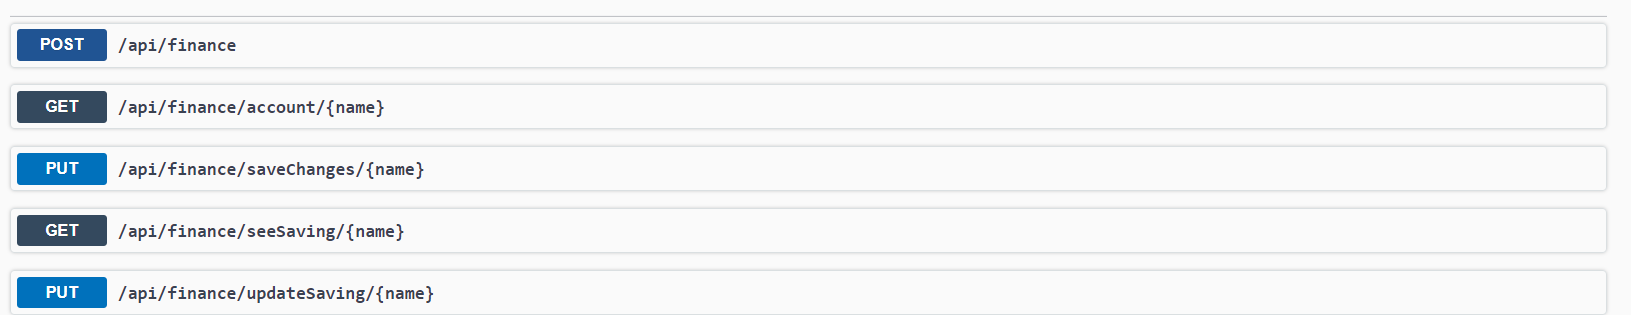 POST /api/finance
GET /api/finance/account/{name}
PUT /api/finance/saveChanges/{name}
GET /api/finance/seeSaving/{name}
PUT /api/finance/updateSaving/{name}